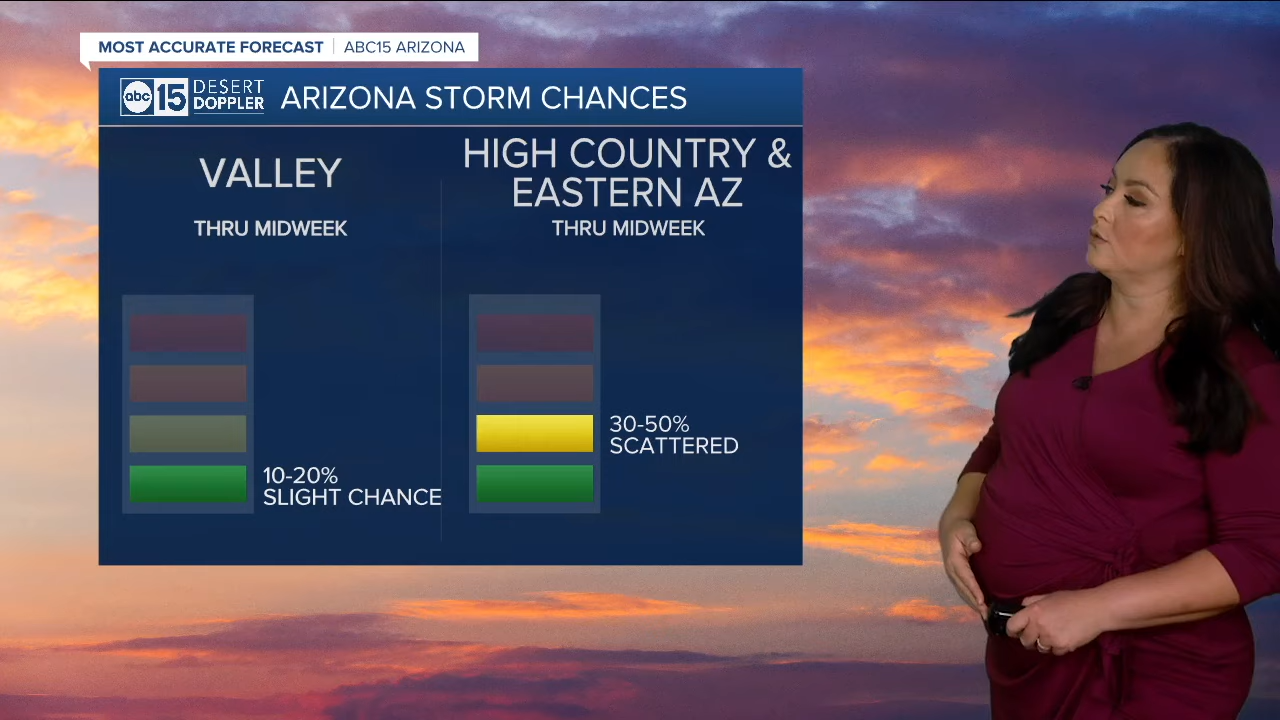 MOST ACCURATE FORECAST | ABC15 ARIZONA
abc 15 DESERT DOPPLER ARIZONA STORM CHANCES
VALLEY
THRU MIDWEEK
10-20%
SLIGHT CHANCE
HIGH COUNTRY &
EASTERN AZ
THRU MIDWEEK
30-50%
SCATTERED